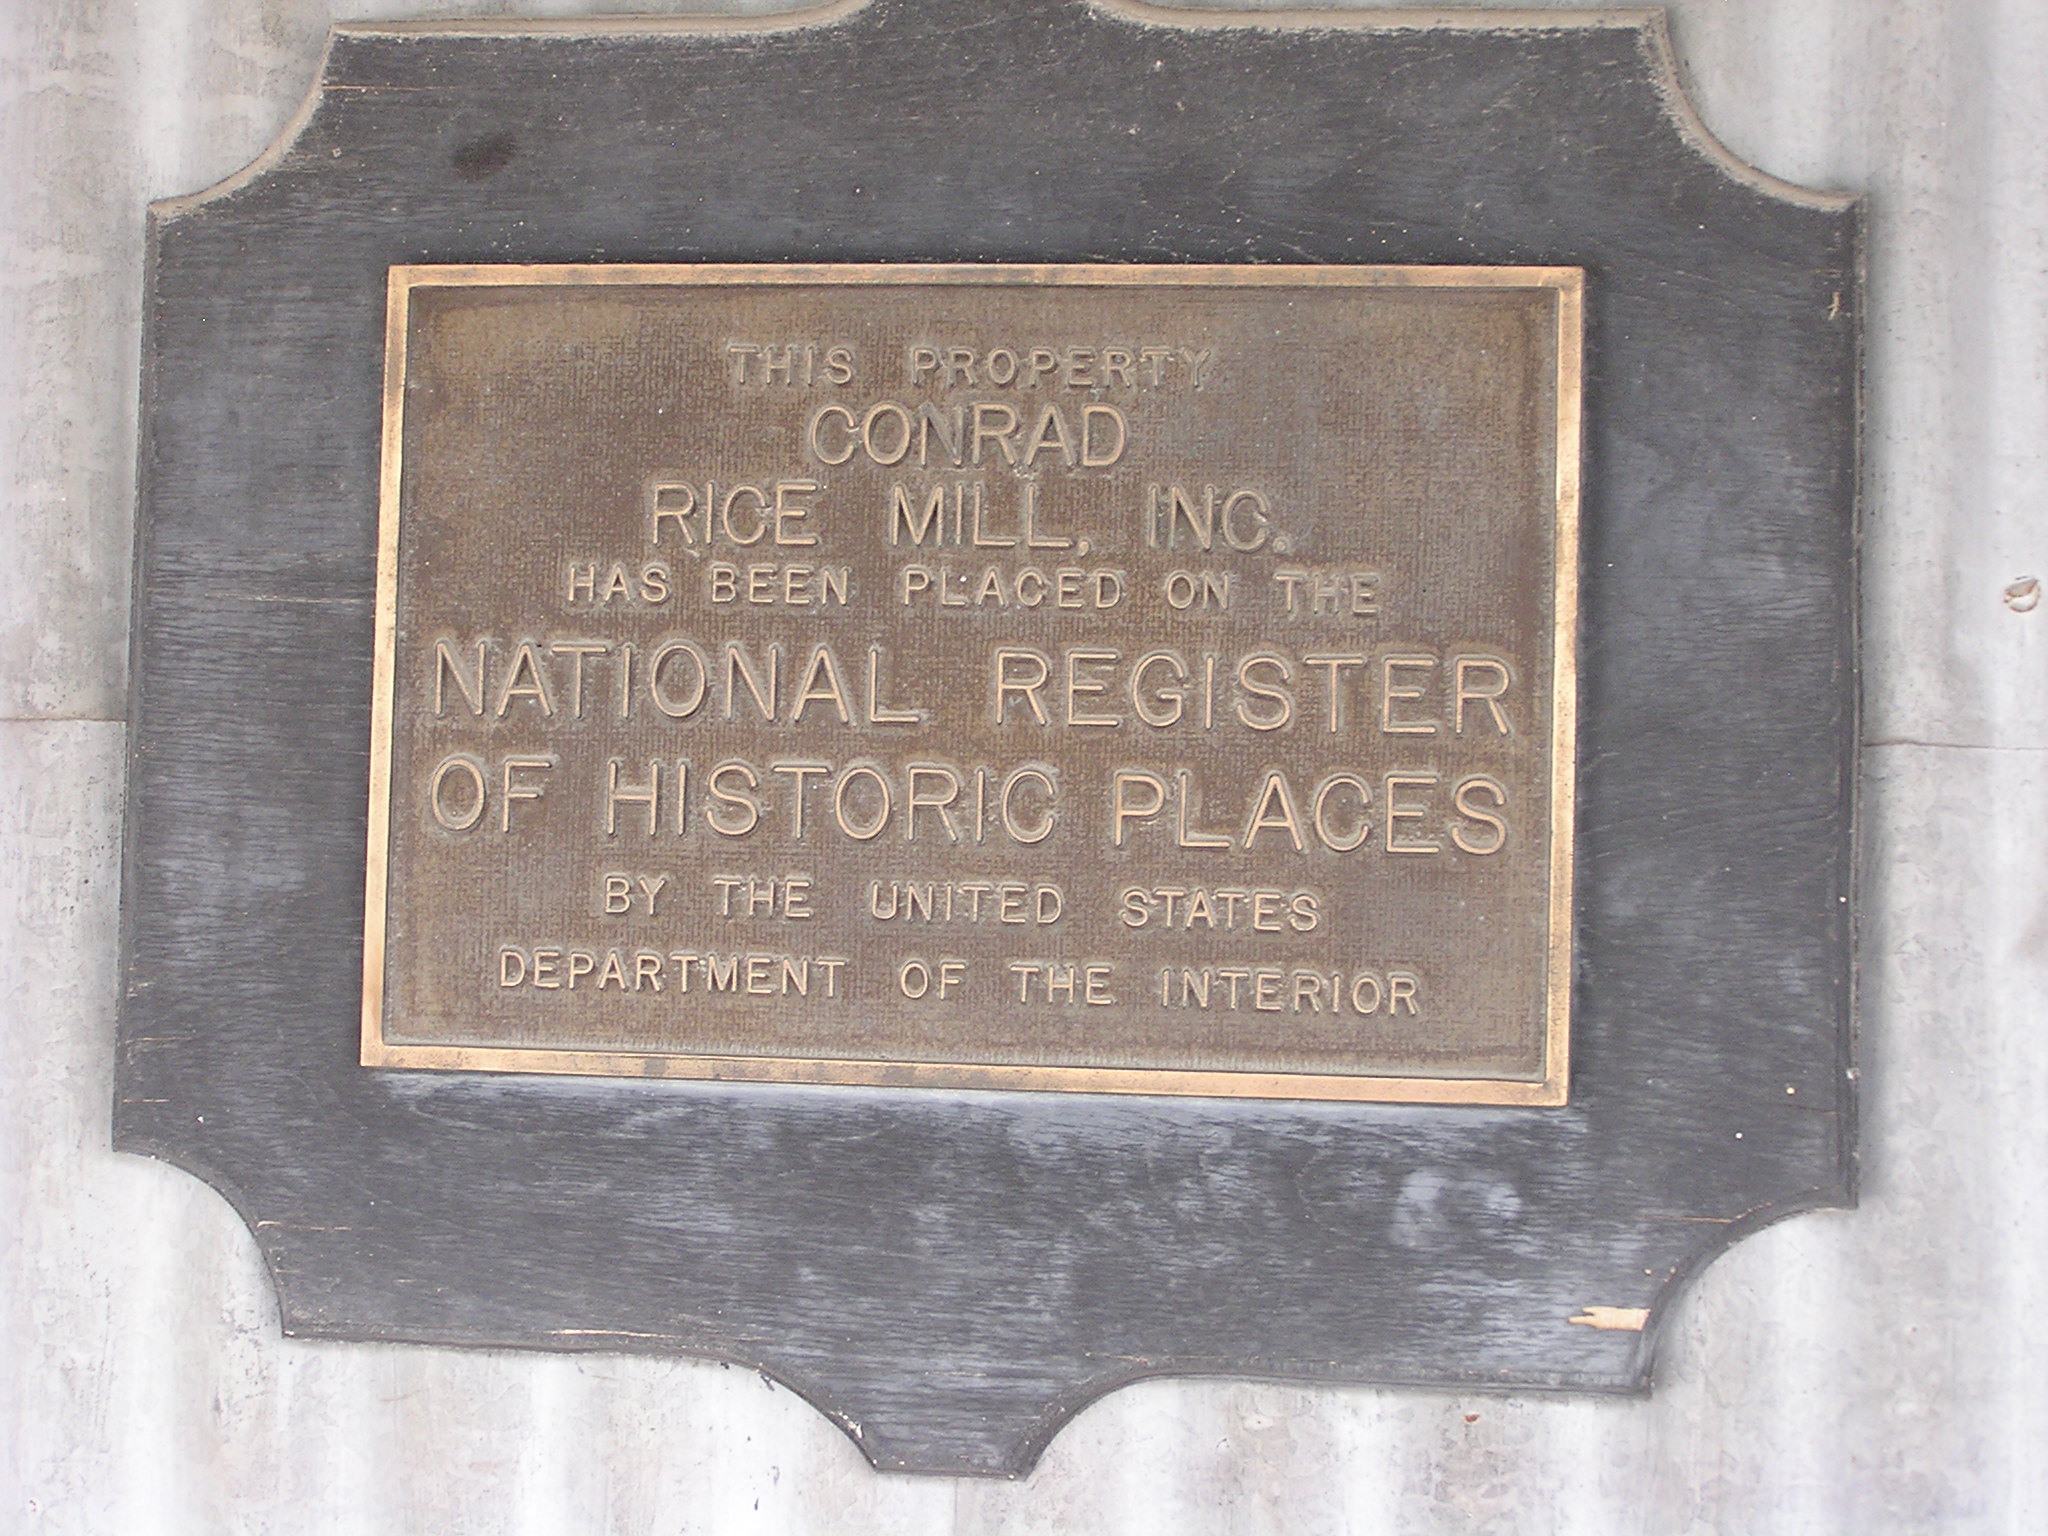 THIS PROPERTY
CONRAD
RICE MILL, INC.
HAS BEEN PLACED ON THE
NATIONAL REGISTER
OF HISTORIC PLACES
BY THE UNITED STATES
DEPARTMENT OF THE INTERIOR